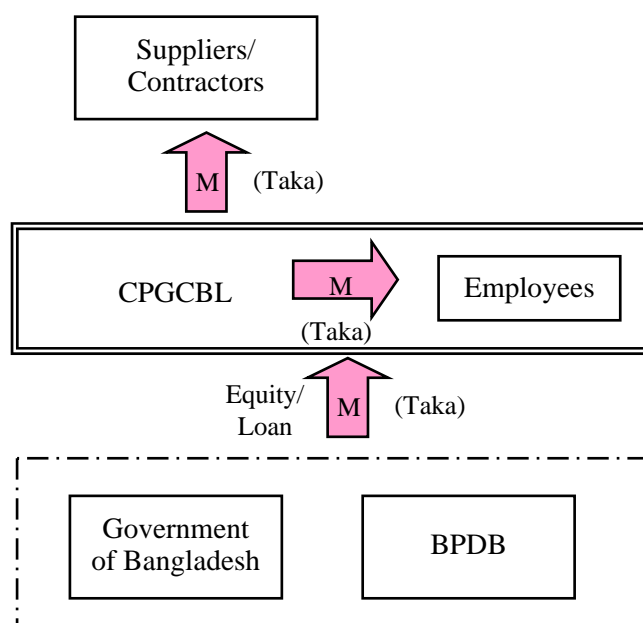 Suppliers/
Contractors
M (Taka)
CPGCBL
M
(Taka)
Employees
Equity/
Loan
M (Taka)
Government
of Bangladesh
BPDB